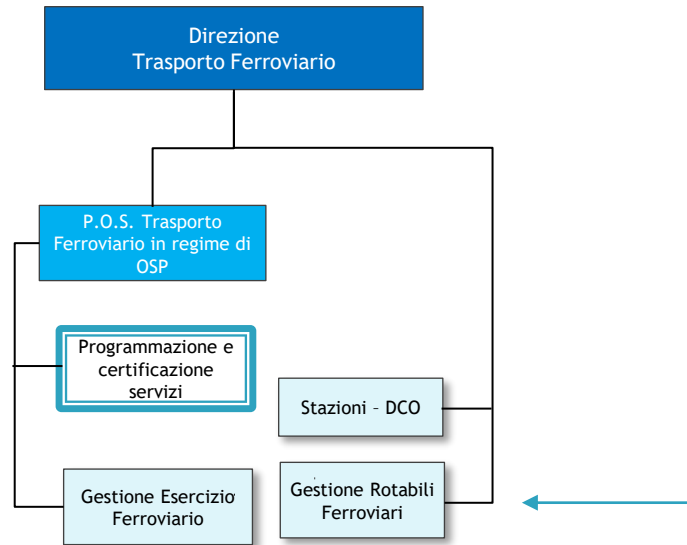 Direzione
Trasporto Ferroviario
P.O.S. Trasporto
Ferroviario in regime di
OSP
Programmazione e
certificazione
servizi
Stazioni – DCO
Gestione Esercizio
Ferroviario
Gestione Rotabili
Ferroviari